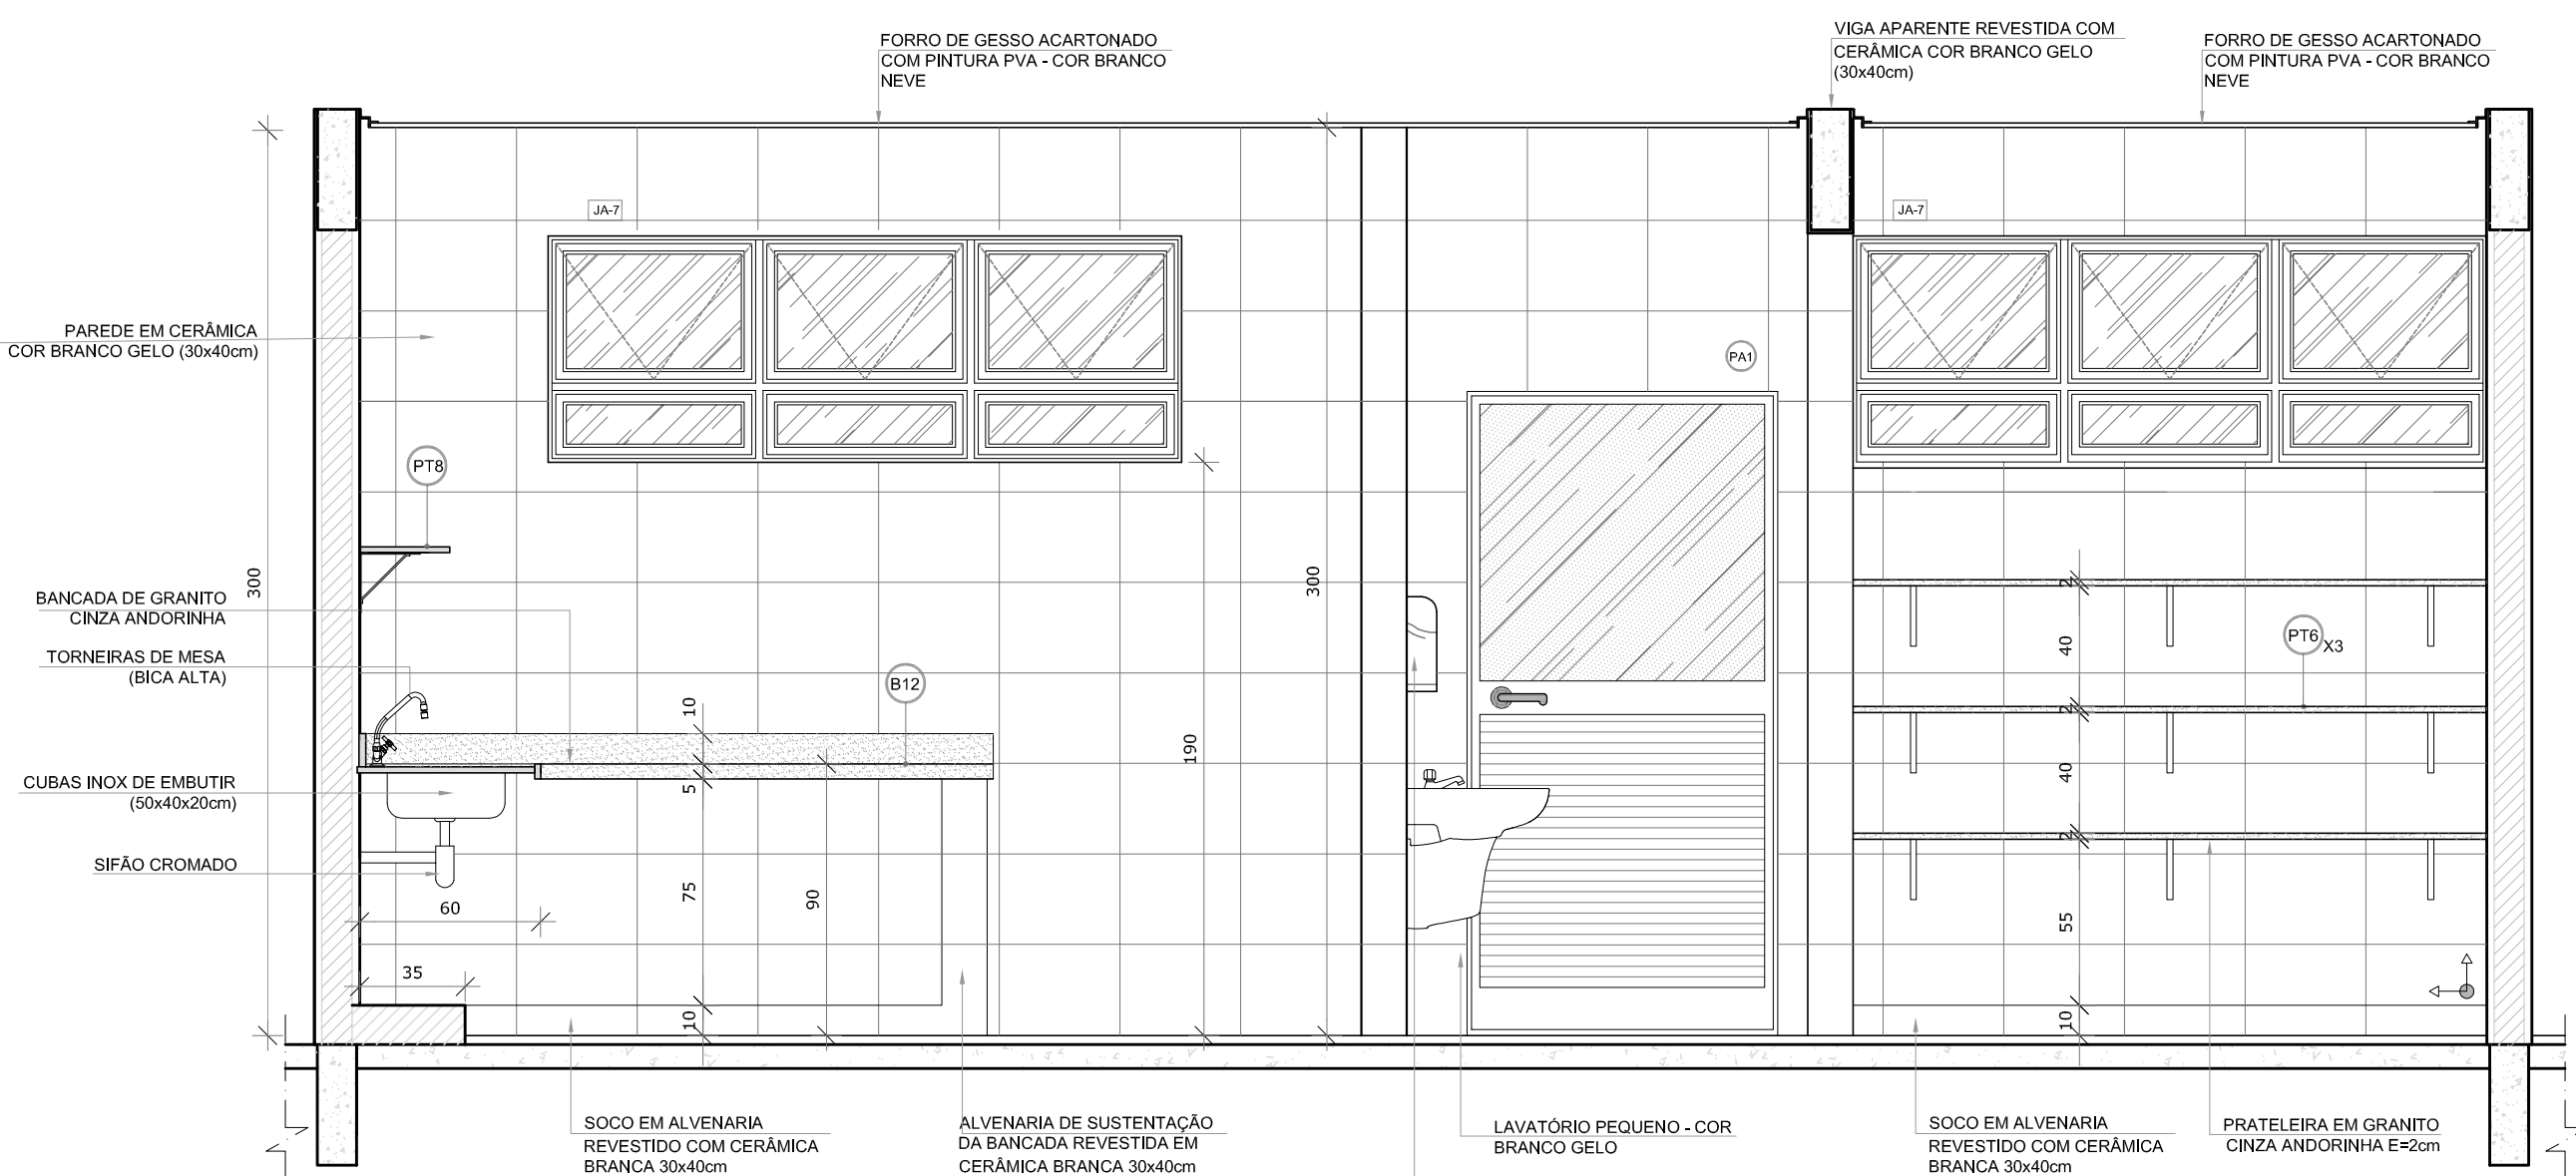 FORRO DE GESSO ACARTONADO
COM PINTURA PVA - COR BRANCO
NEVE
VIGA APARENTE REVESTIDA COM
CERÂMICA COR BRANCO GELO
(30x40cm)
FORRO DE GESSO ACARTONADO
COM PINTURA PVA - COR BRANCO
NEVE
JA-7
JA-7
PAREDE EM CERÂMICA
COR BRANCO GELO (30x40cm)
PA1
PT8
300
300
BANCADA DE GRANITO
CINZA ANDORINHA
TORNEIRAS DE MESA
(BICA ALTA)
B12
10
190
2
40
PT6 X3
2
40
CUBAS INOX DE EMBUTIR
(50x40x20cm)
5
SIFÃO CROMADO
2
60
75
90
55
35
10
10
SOCO EM ALVENARIA
REVESTIDO COM CERÂMICA
BRANCA 30x40cm
ALVENARIA DE SUSTENTAÇÃO
DA BANCADA REVESTIDA EM
CERÂMICA BRANCA 30x40cm
LAVATÓRIO PEQUENO - COR
BRANCO GELO
SOCO EM ALVENARIA
REVESTIDO COM CERÂMICA
BRANCA 30x40cm
PRATELEIRA EM GRANITO
CINZA ANDORINHA E=2cm